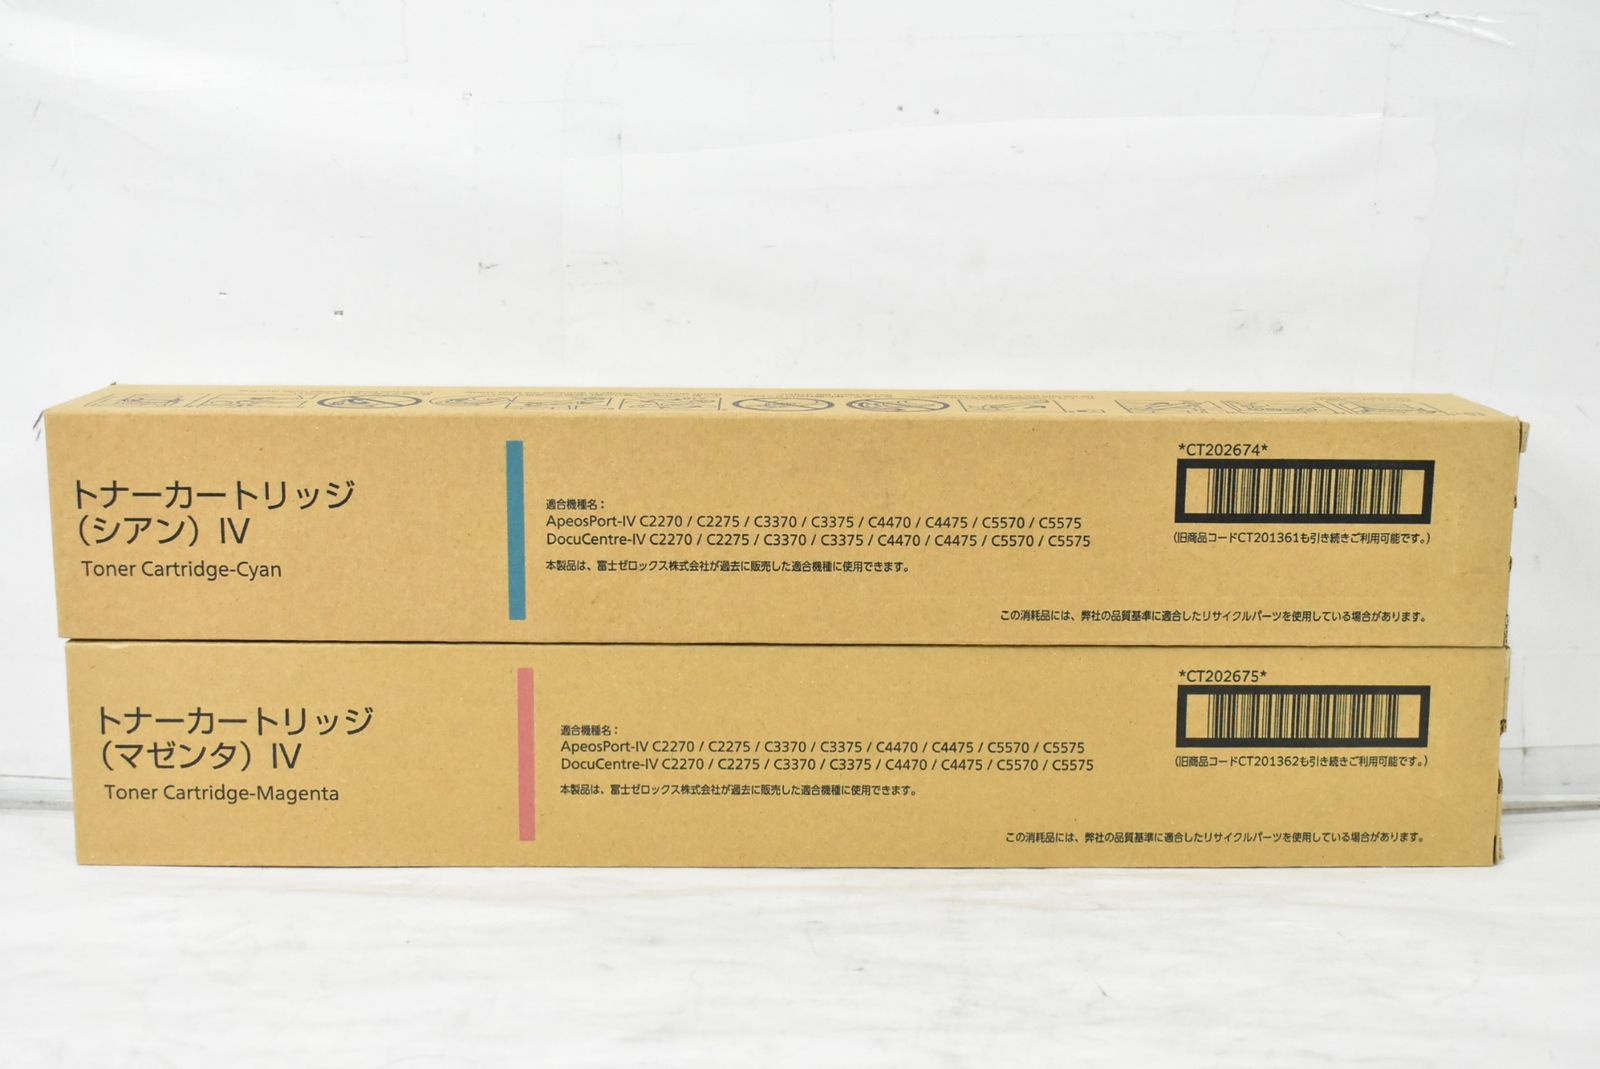 トナーカートリッジ
（シアン）IV
Toner Cartridge-Cyan
適合機種名：
ApeosPort-IV C2270 / C2275 / C3370 / C3375 / C4470 / C4475 / C5570 / C5575
DocuCentre-IV C2270 / C2275 / C3370 / C3375 / C4470 / C4475 / C5570 / C5575
本製品は、富士ゼロックス株式会社が過去に販売した適合機種に使用できます。
*CT202674*
（旧商品コードCT201361も引き続きご利用可能です。）
この消耗品には、弊社の品質基準に適合したリサイクルパーツを使用している場合があります。
トナーカートリッジ
（マゼンタ）IV
Toner Cartridge-Magenta
適合機種名：
ApeosPort-IV C2270 / C2275 / C3370 / C3375 / C4470 / C4475 / C5570 / C5575
DocuCentre-IV C2270 / C2275 / C3370 / C3375 / C4470 / C4475 / C5570 / C5575
本製品は、富士ゼロックス株式会社が過去に販売した適合機種に使用できます。
*CT202675*
（旧商品コードCT201362も引き続きご利用可能です。）
この消耗品には、弊社の品質基準に適合したリサイクルパーツを使用している場合があります。